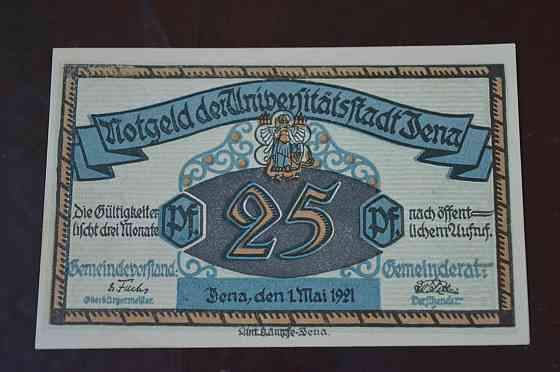 Notgeld der Universitätsstadt Jena
Die Gültigkeit er-
lischt drei Monate
Pf. 25 Pf.
nach öffent-
lichem Aufruf.
Gemeindevorstand:
Gemeinderat:
Oberbürgermeister.
Jena, den 1. Mai 1921